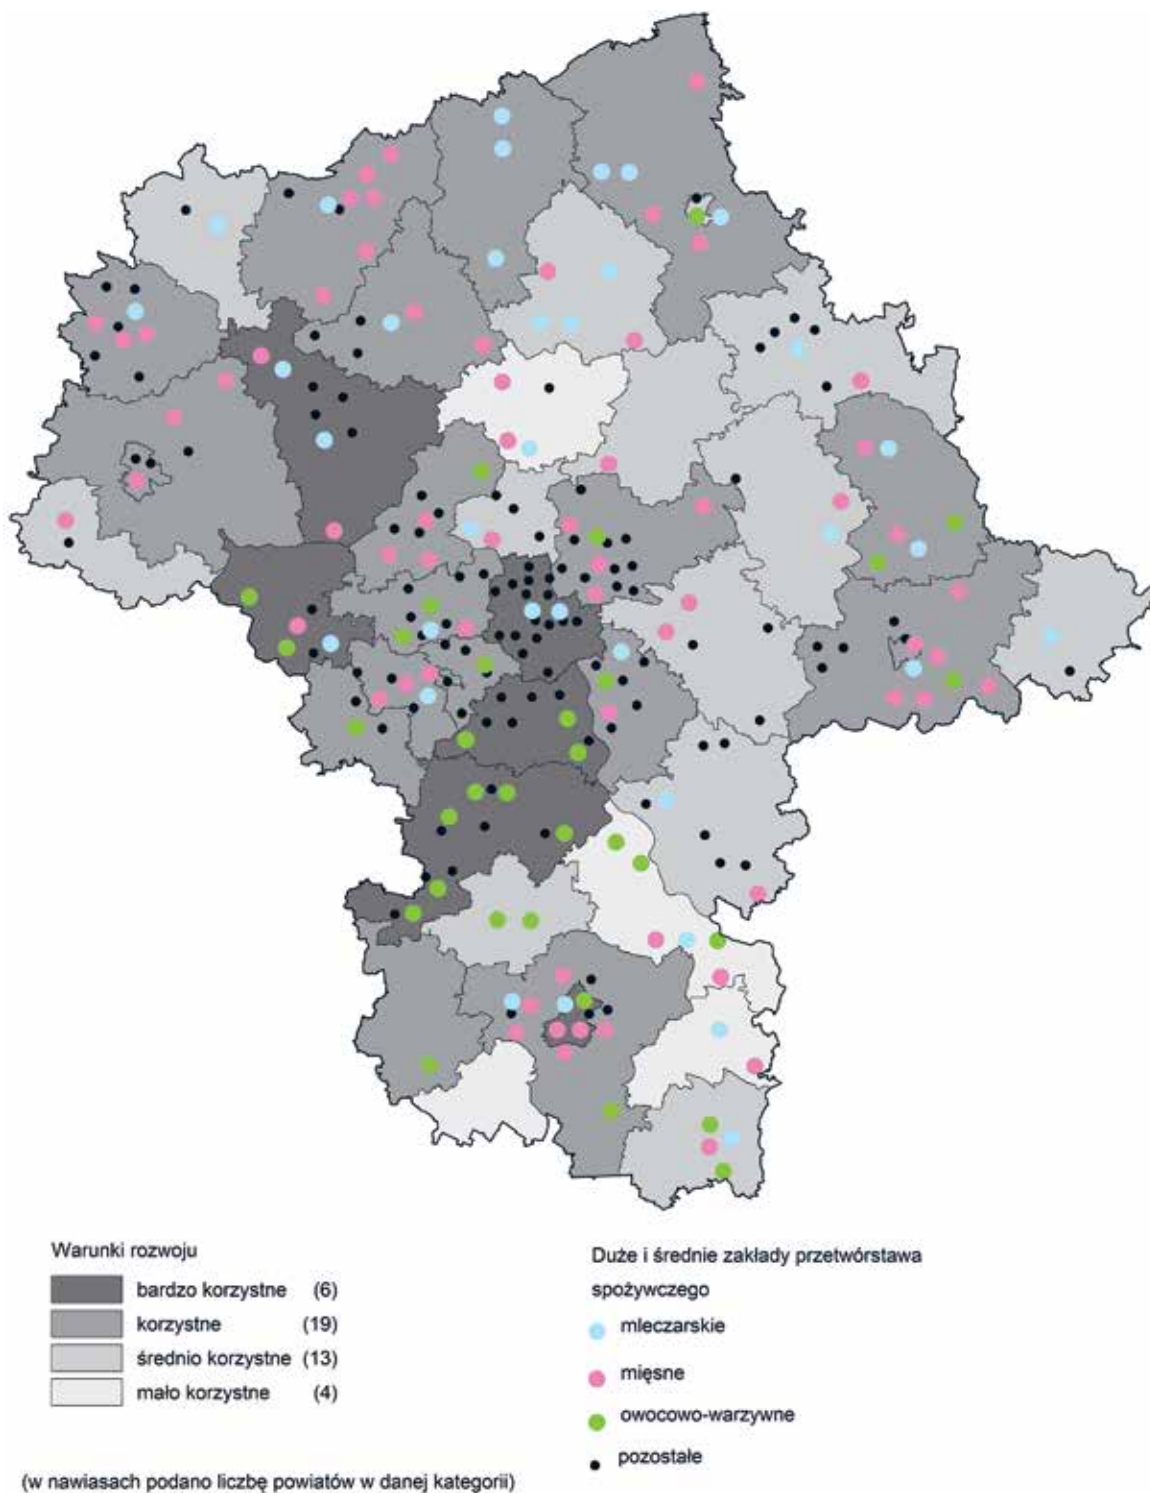 Warunki rozwoju
bardzo korzystne (6)
korzystne (19)
średnio korzystne (13)
mało korzystne (4)
(w nawiasach podano liczbę powiatów w danej kategorii)
Duże i średnie zakłady przetwórstawa
spożywczego
mleczarskie
mięsne
owocowo-warzywne
pozostałe